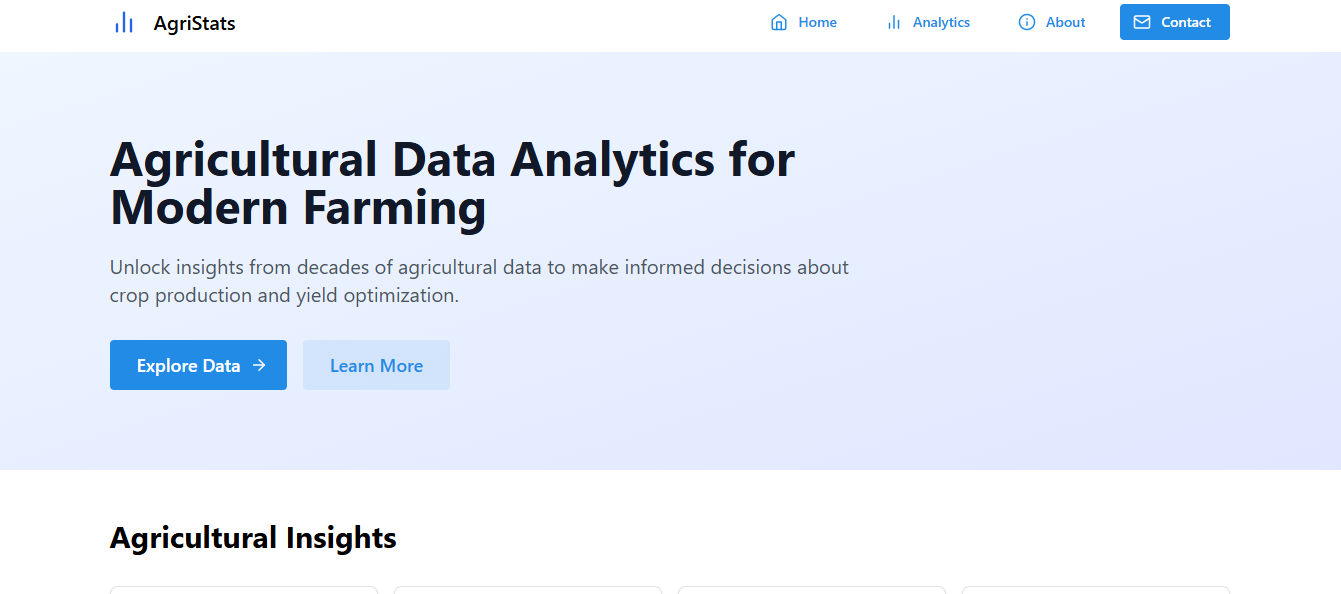 AgriStats
Home
Analytics
About
Contact
Agricultural Data Analytics for
Modern Farming
Unlock insights from decades of agricultural data to make informed decisions about
crop production and yield optimization.
Explore Data
Learn More
Agricultural Insights